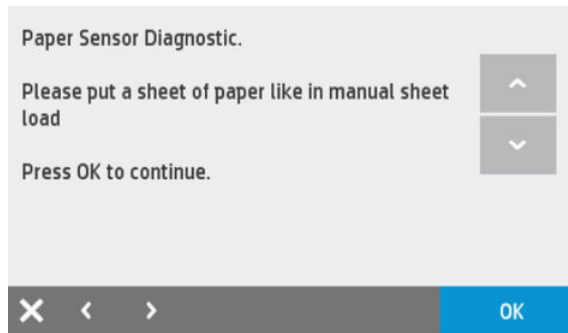 Paper Sensor Diagnostic.
Please put a sheet of paper like in manual sheet
load
Press OK to continue.
OK